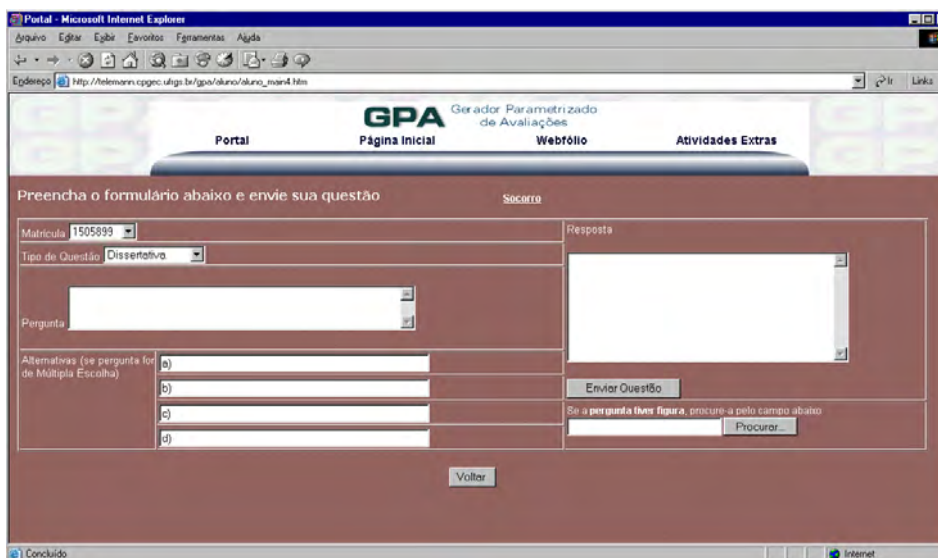 Portal - Microsoft Internet Explorer
Arquivo Editar Exibir Favoritos Ferramentas Ajuda
Endereço http://telemann.cpgec.ufrgs.br/gpa/aluno/aluno_main4.htm Ir Links
GPA Gerador Parametrizado
de Avaliações
Portal Página Inicial Webfólio Atividades Extras
Preencha o formulário abaixo e envie sua questão Socorro
Matrícula 1505899
Tipo de Questão Dissertativa
Pergunta
Alternativas (se pergunta for
de Múltipla Escolha)
a)
b)
c)
d)
Resposta
Enviar Questão
Se a pergunta tiver figura, procure-a pelo campo abaixo
Procurar...
Voltar
Concluído Internet